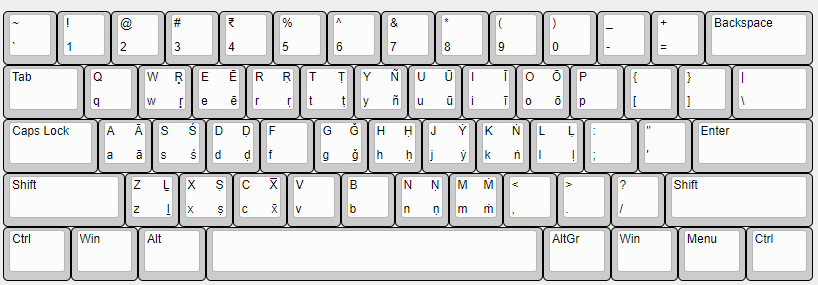 ~ ! @ # ₹ % ^ & * ( ) _ + Backspace
` 1 2 3 4 5 6 7 8 9 0 - =
Tab Q W Ṛ E Ē R Ṛ T Ṭ Y Ñ U Ū I Ī O Ō P { } |
q w r̥ e ē r ṛ t ṭ y ñ u ū i ī o ō p [ ] \
Caps Lock A Ā S Ś D Ḍ F G Ğ H Ḥ J Ẏ K Ṅ L Ḷ : " Enter
a ā s ś d ḍ f g ğ h ḥ j ẏ k ṅ l ḷ ; '
Shift Z Ḻ X Ṣ C X̅ V B N Ṇ M Ṁ < > ? Shift
z ḻ x ṣ c x̄ v b n ṇ m ṁ , . /
Ctrl Win Alt AltGr Win Menu Ctrl